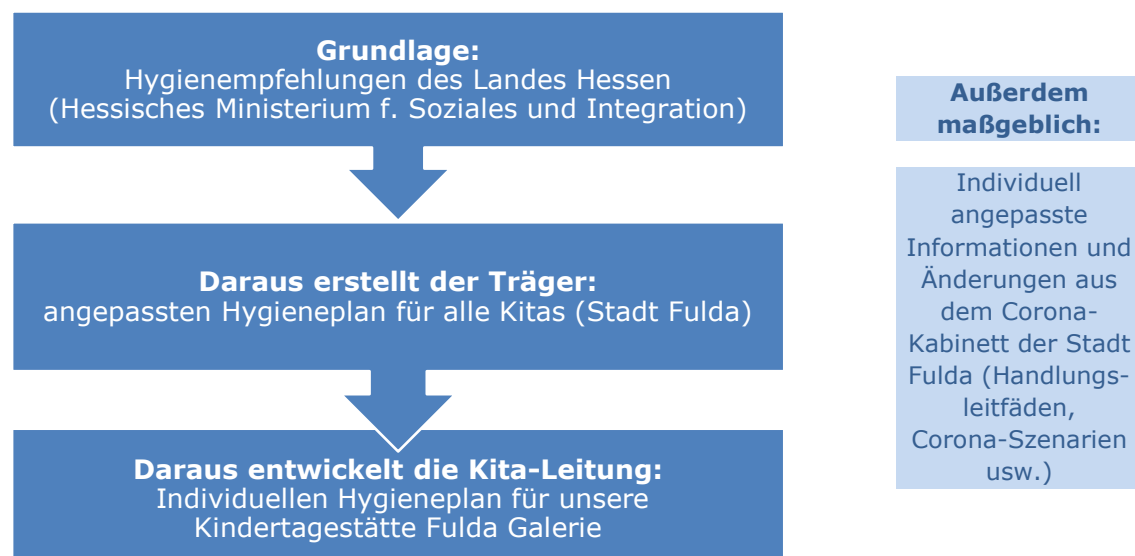 Grundlage:
Hygienempfehlungen des Landes Hessen
(Hessisches Ministerium f. Soziales und Integration)
Daraus erstellt der Träger:
angepassten Hygieneplan für alle Kitas (Stadt Fulda)
Daraus entwickelt die Kita-Leitung:
Individuellen Hygieneplan für unsere
Kindertagestätte Fulda Galerie
Außerdem
maßgeblich:
Individuell
angepasste
Informationen und
Änderungen aus
dem Corona-
Kabinett der Stadt
Fulda (Handlungs-
leitfäden,
Corona-Szenarien
usw.)